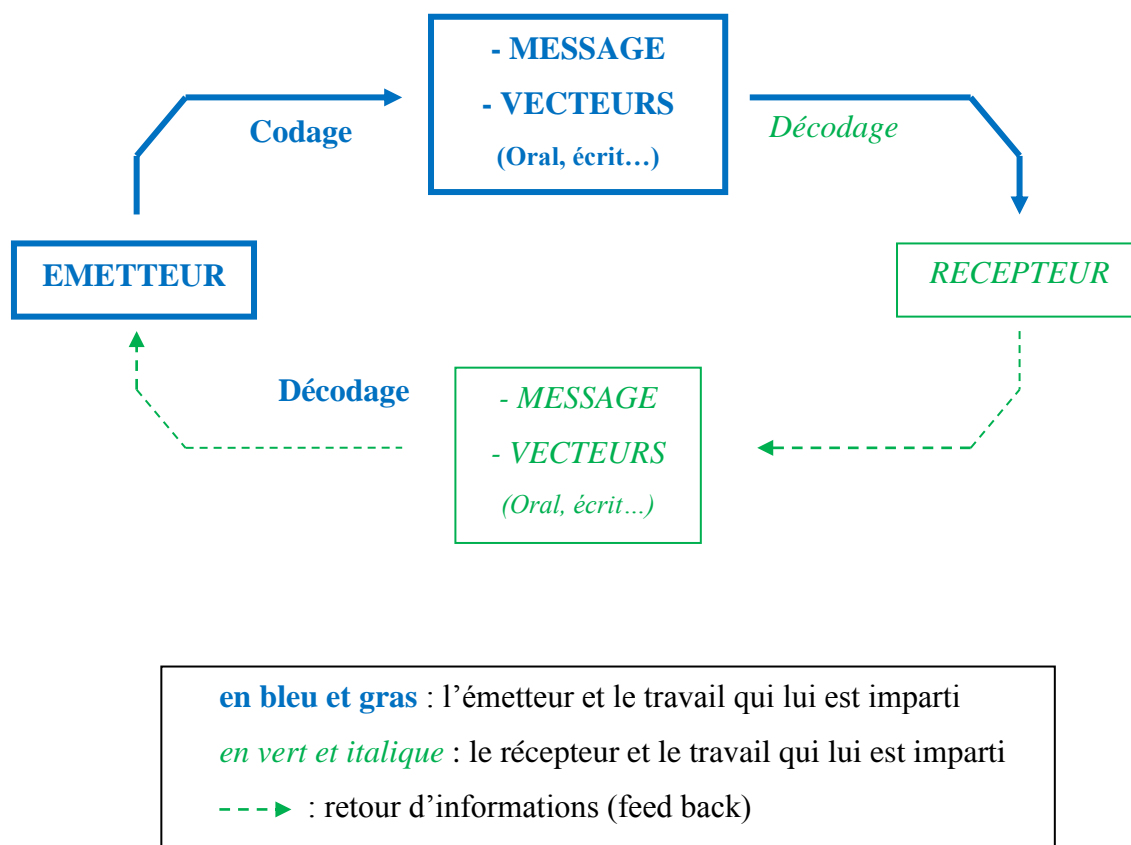 - MESSAGE
- VECTEURS
(Oral, écrit…)
Codage
Décodage
EMETTEUR
RECEPTEUR
Décodage
- MESSAGE
- VECTEURS
(Oral, écrit…)
en bleu et gras : l’émetteur et le travail qui lui est imparti
en vert et italique : le récepteur et le travail qui lui est imparti
: retour d’informations (feed back)